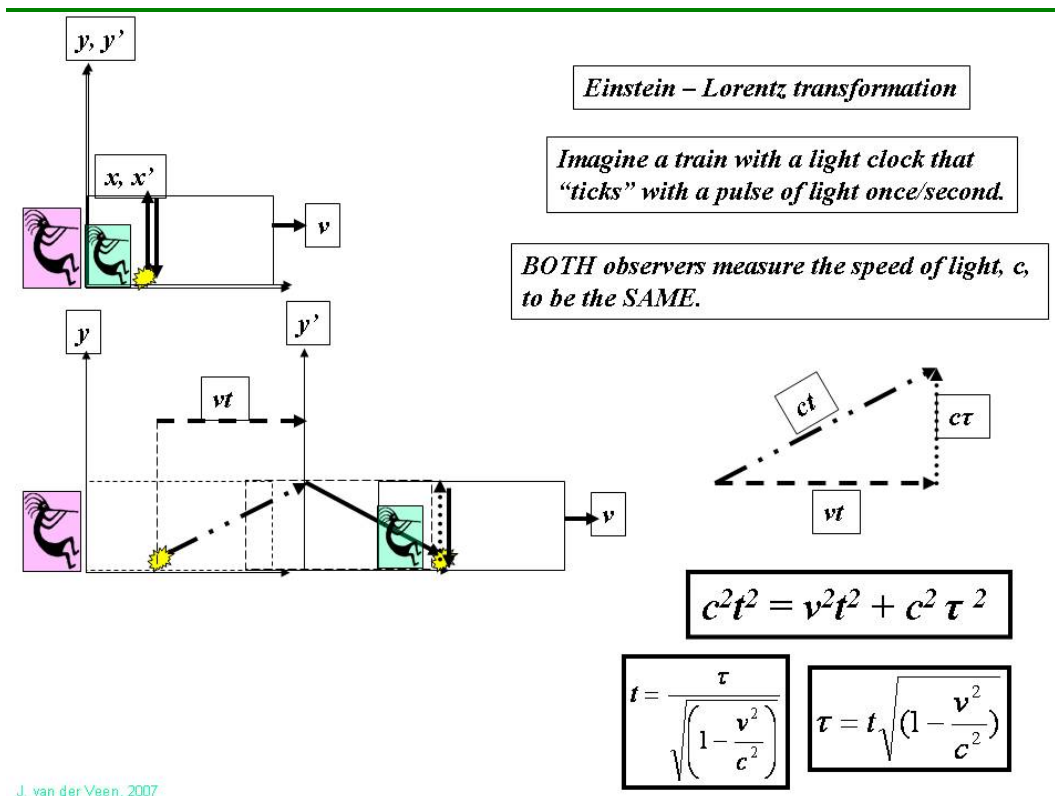 y, y’
Einstein – Lorentz transformation
Imagine a train with a light clock that
“ticks” with a pulse of light once/second.
x, x’
v
BOTH observers measure the speed of light, c,
to be the SAME.
y
y’
vt
ct
cτ
vt
v
c²t² = v²t² + c² τ ²
t = τ / √(1 − v²/c²)
τ = t√(1 − v²/c²)
J. van der Veen, 2007